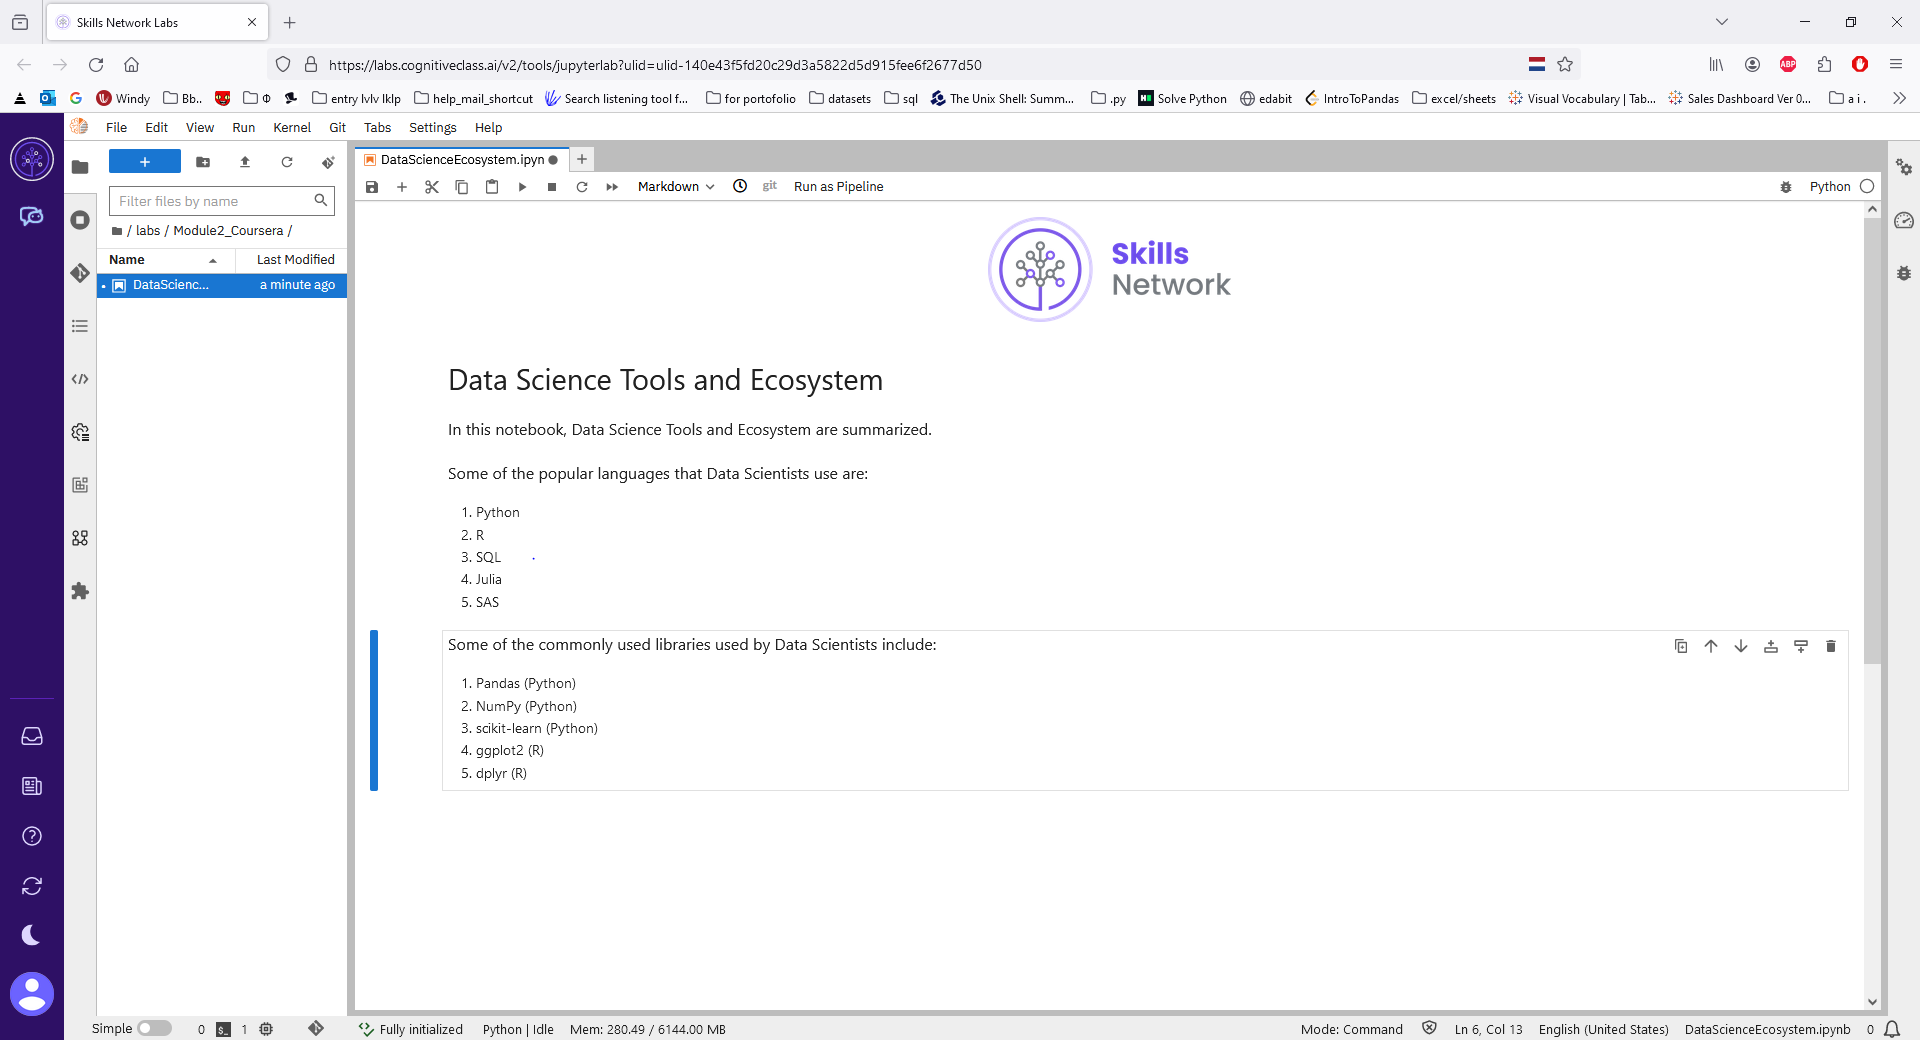 Skills Network Labs
https://labs.cognitiveclass.ai/v2/tools/jupyterlab?ulid=ulid-140e43f5fd20c29d3a5822d5d915fee6f2677d50
ABP
Windy
Bb..
Φ
entry lvlv lklp
help_mail_shortcut
Search listening tool f...
for portofolio
datasets
sql
The Unix Shell: Summ...
.py
Solve Python
edabit
IntroToPandas
excel/sheets
Visual Vocabulary | Tab...
Sales Dashboard Ver 0...
a i .
File Edit View Run Kernel Git Tabs Settings Help
DataScienceEcosystem.ipyn
Filter files by name
/ labs / Module2_Coursera /
Name Last Modified
DataScienc... a minute ago
Markdown
git
Run as Pipeline
Python
Skills
Network
Data Science Tools and Ecosystem
In this notebook, Data Science Tools and Ecosystem are summarized.
Some of the popular languages that Data Scientists use are:
1. Python
2. R
3. SQL
4. Julia
5. SAS
Some of the commonly used libraries used by Data Scientists include:
1. Pandas (Python)
2. NumPy (Python)
3. scikit-learn (Python)
4. ggplot2 (R)
5. dplyr (R)
Simple 0 1 Fully initialized Python | Idle Mem: 280.49 / 6144.00 MB Mode: Command Ln 6, Col 13 English (United States) DataScienceEcosystem.ipynb 0